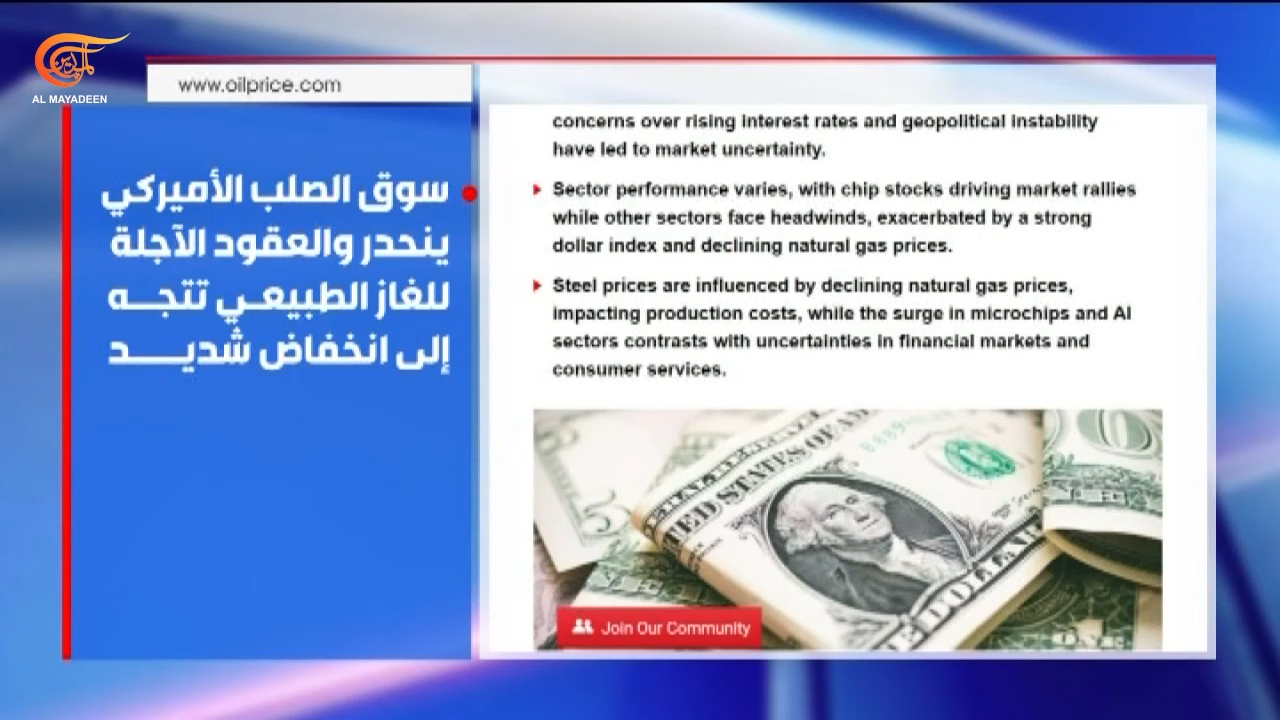 AL MAYADEEN
www.oilprice.com
سوق الصلب الأميركي
ينحدر والعقود الآجلة
للغاز الطبيعي تتجه
إلى انخفاض شديد
concerns over rising interest rates and geopolitical instability
have led to market uncertainty.
Sector performance varies, with chip stocks driving market rallies
while other sectors face headwinds, exacerbated by a strong
dollar index and declining natural gas prices.
Steel prices are influenced by declining natural gas prices,
impacting production costs, while the surge in microchips and AI
sectors contrasts with uncertainties in financial markets and
consumer services.
Join Our Community